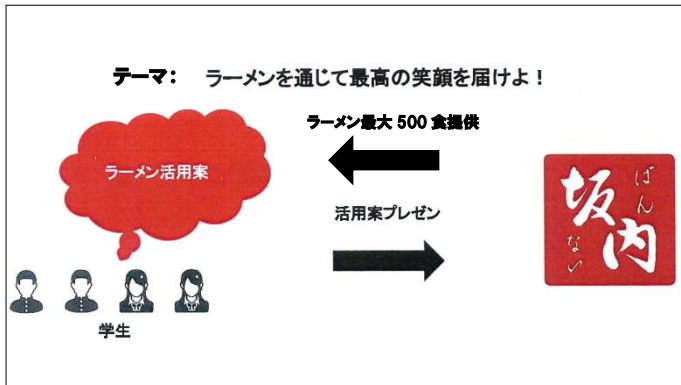 テーマ： ラーメンを通じて最高の笑顔を届けよ！
ラーメン最大 500 食提供
ラーメン活用案
活用案プレゼン
学生
坂内
ばん
ない